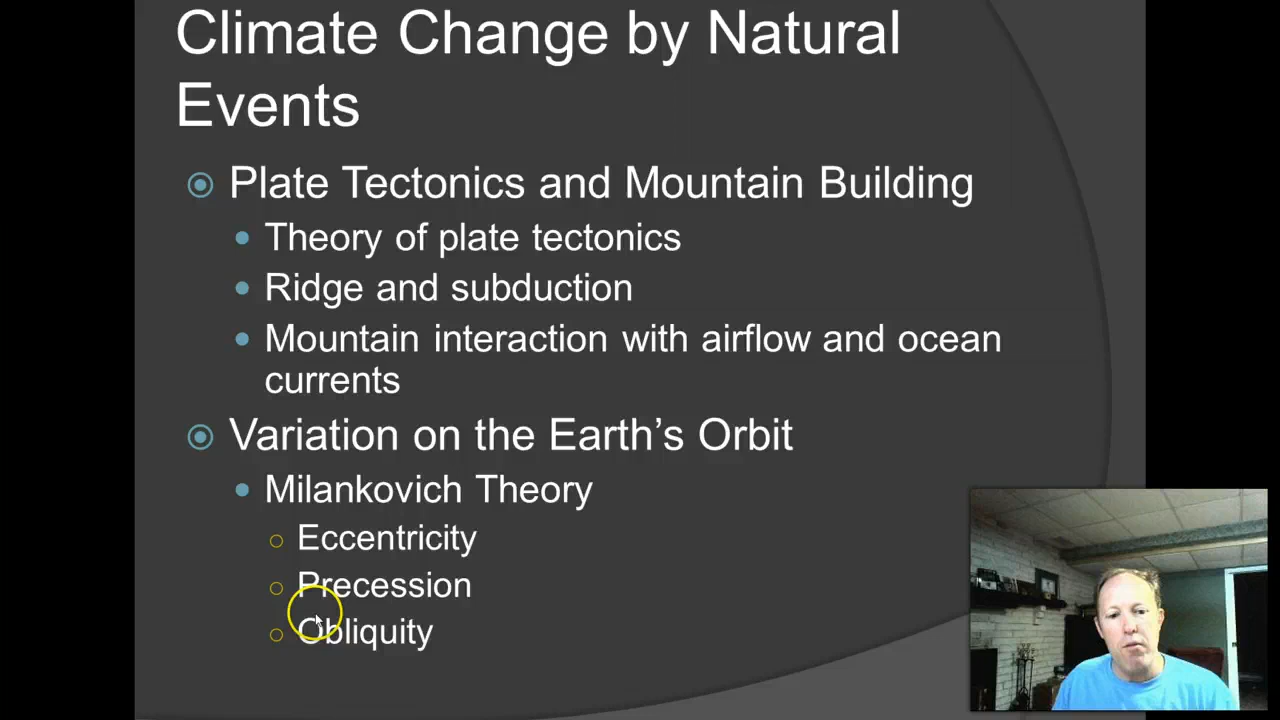 Climate Change by Natural
Events
Plate Tectonics and Mountain Building
Theory of plate tectonics
Ridge and subduction
Mountain interaction with airflow and ocean
currents
Variation on the Earth’s Orbit
Milankovich Theory
Eccentricity
Precession
Obliquity